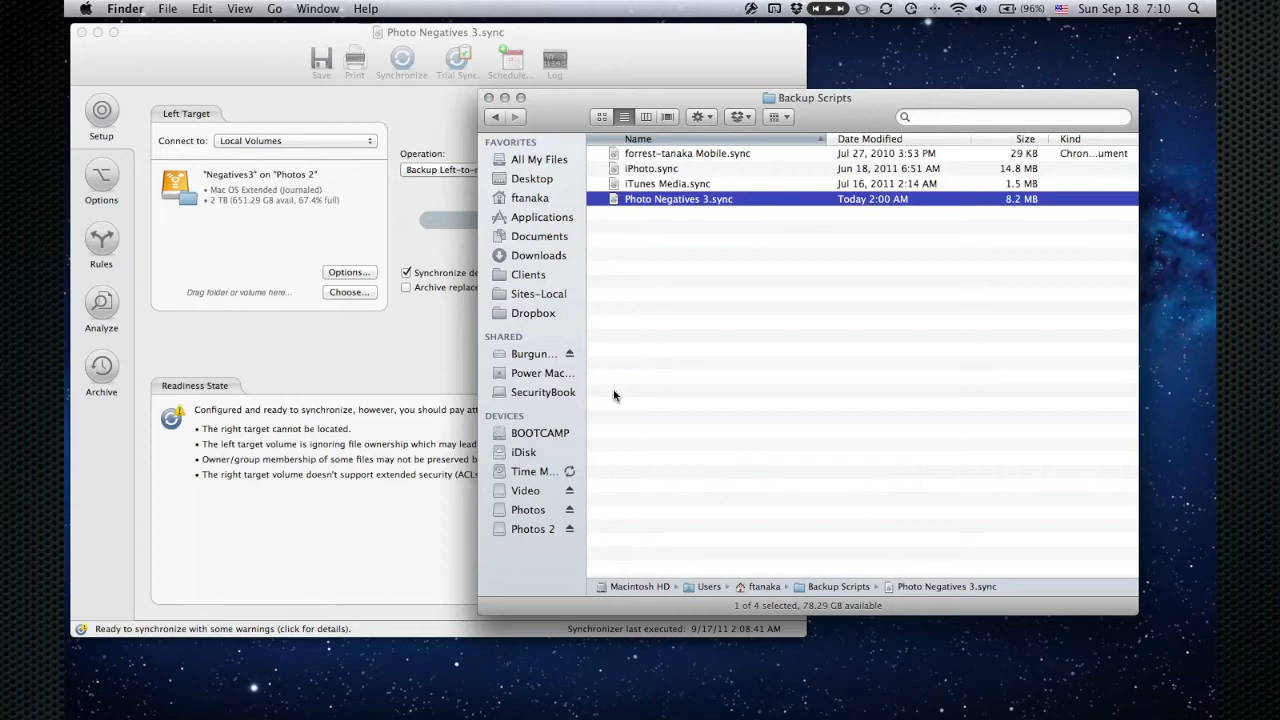 Finder File Edit View Go Window Help (96%) Sun Sep 18 7:10
Photo Negatives 3.sync
Save Print Synchronize Trial Sync. Schedule... Log
Setup
Options
Rules
Analyze
Archive
Left Target
Connect to: Local Volumes
"Negatives3" on "Photos 2"
• Mac OS Extended (Journaled)
• 2 TB (651.29 GB avail, 67.4% full)
Options...
Drag folder or volume here... Choose...
Operation:
Backup Left-to-r
Synchronize de
Archive replac
Readiness State
Configured and ready to synchronize, however, you should pay at
• The right target cannot be located.
• The left target volume is ignoring file ownership which may lead
• Owner/group membership of some files may not be preserved b
• The right target volume doesn't support extended security (ACLs
Ready to synchronize with some warnings (click for details). Synchronizer last executed: 9/17/11 2:08:41 AM
Backup Scripts
FAVORITES
All My Files
Desktop
ftanaka
Applications
Documents
Downloads
Clients
Sites-Local
Dropbox
SHARED
Burgun...
Power Mac...
SecurityBook
DEVICES
BOOTCAMP
iDisk
Time M...
Video
Photos
Photos 2
Name Date Modified Size Kind
forrest-tanaka Mobile.sync Jul 27, 2010 3:53 PM 29 KB Chron...ument
iPhoto.sync Jun 18, 2011 6:51 AM 14.8 MB
iTunes Media.sync Jul 16, 2011 2:14 AM 1.5 MB
Photo Negatives 3.sync Today 2:00 AM 8.2 MB
Macintosh HD ▸ Users ▸ ftanaka ▸ Backup Scripts ▸ Photo Negatives 3.sync
1 of 4 selected, 78.29 GB available